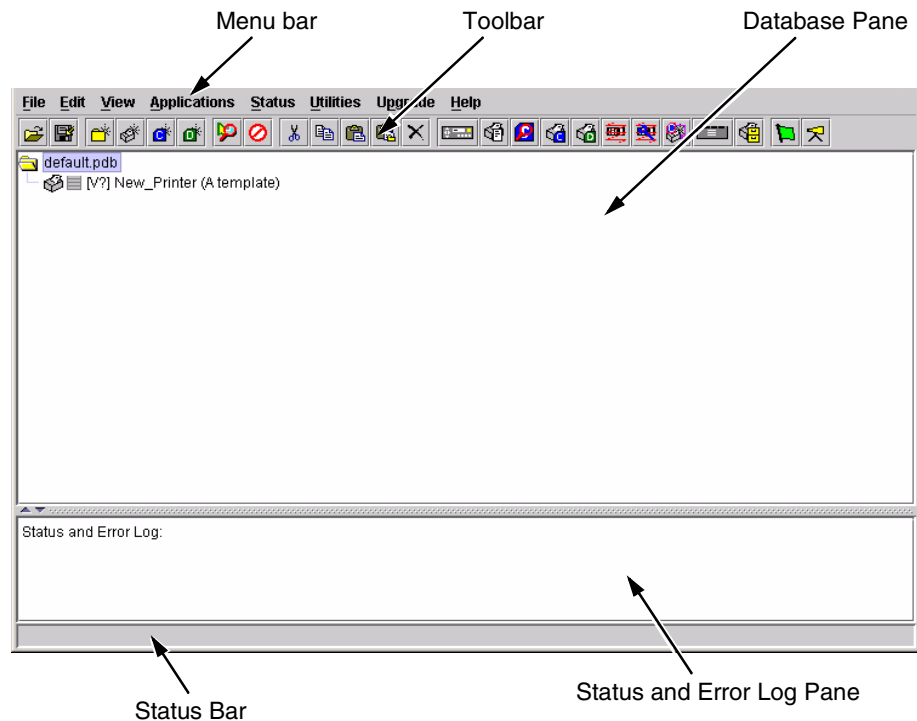 Menu bar
Toolbar
Database Pane
File Edit View Applications Status Utilities Upgrade Help
default.pdb
[V?] New_Printer (A template)
Status and Error Log:
Status and Error Log Pane
Status Bar